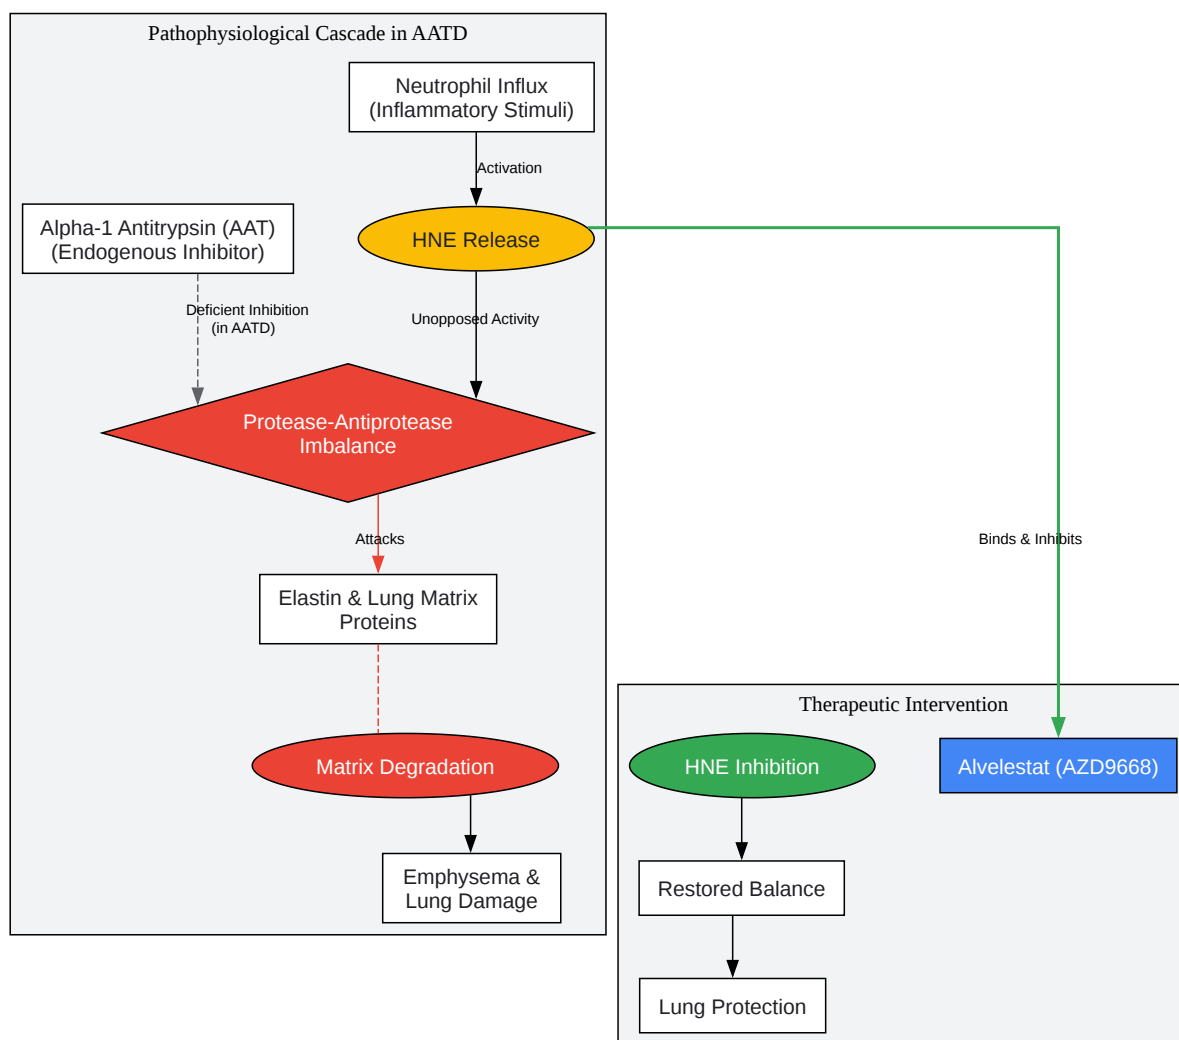 Pathophysiological Cascade in AATD
Neutrophil Influx
(Inflammatory Stimuli)
Activation
Alpha-1 Antitrypsin (AAT)
(Endogenous Inhibitor)
HNE Release
Deficient Inhibition
(in AATD)
Unopposed Activity
Protease-Antiprotease
Imbalance
Attacks
Binds & Inhibits
Elastin & Lung Matrix
Proteins
Matrix Degradation
Emphysema &
Lung Damage
Therapeutic Intervention
HNE Inhibition
Alvelestat (AZD9668)
Restored Balance
Lung Protection